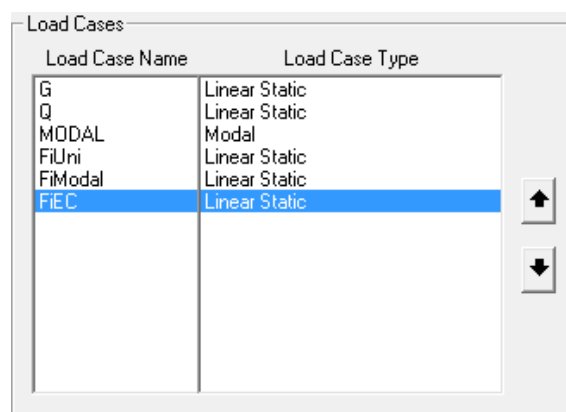 Load Cases
Load Case Name Load Case Type
G Linear Static
Q Linear Static
MODAL Modal
FiUni Linear Static
FiModal Linear Static
FiEC Linear Static